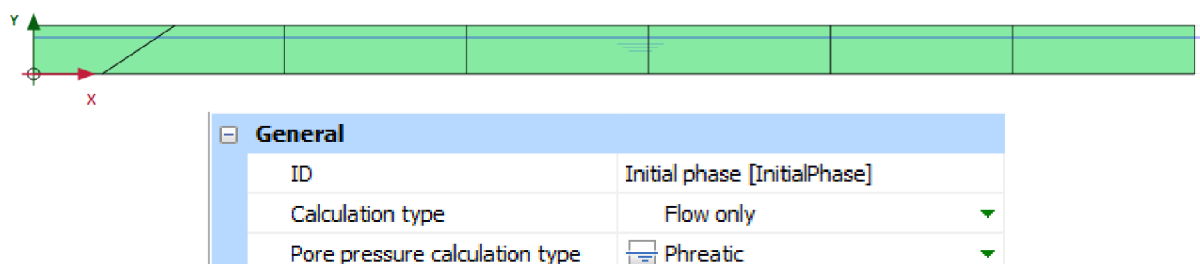 Y
X
General
ID Initial phase [InitialPhase]
Calculation type Flow only
Pore pressure calculation type Phreatic